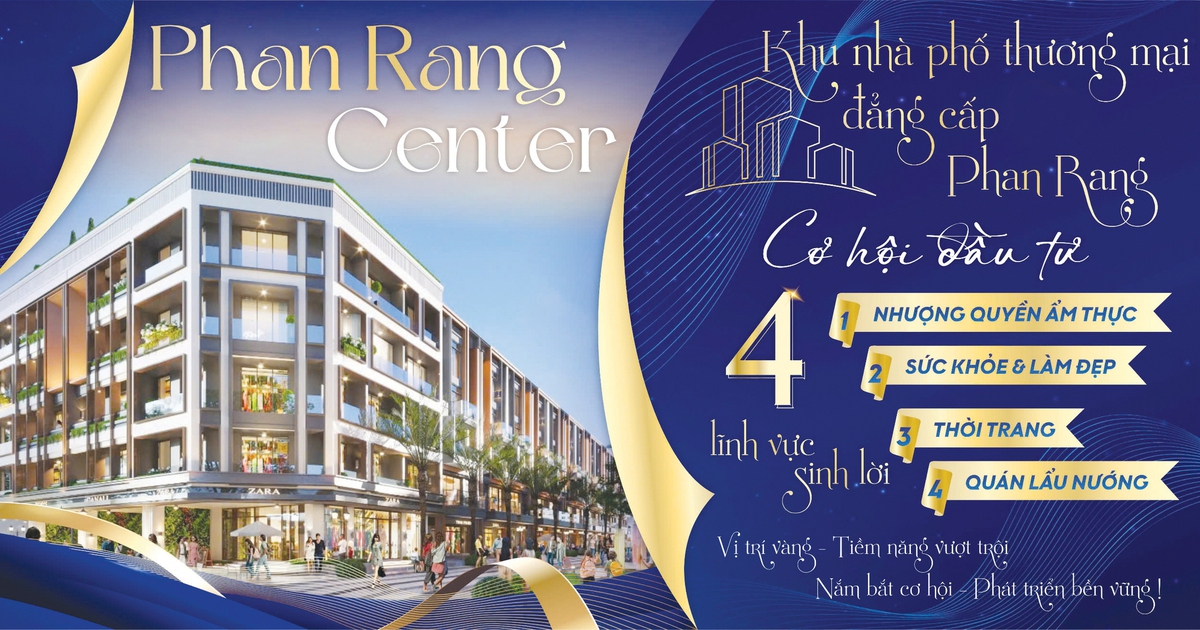 Phan Rang
Center
Khu nhà phố thương mại
đẳng cấp
Phan Rang
Cơ hội đầu tư
4
lĩnh vực
sinh lời
1 NHƯỢNG QUYỀN ẨM THỰC
2 SỨC KHỎE & LÀM ĐẸP
3 THỜI TRANG
4 QUÁN LẨU NƯỚNG
Vị trí vàng - Tiềm năng vượt trội
Nắm bắt cơ hội - Phát triển bền vững!
ZARA
ZARA